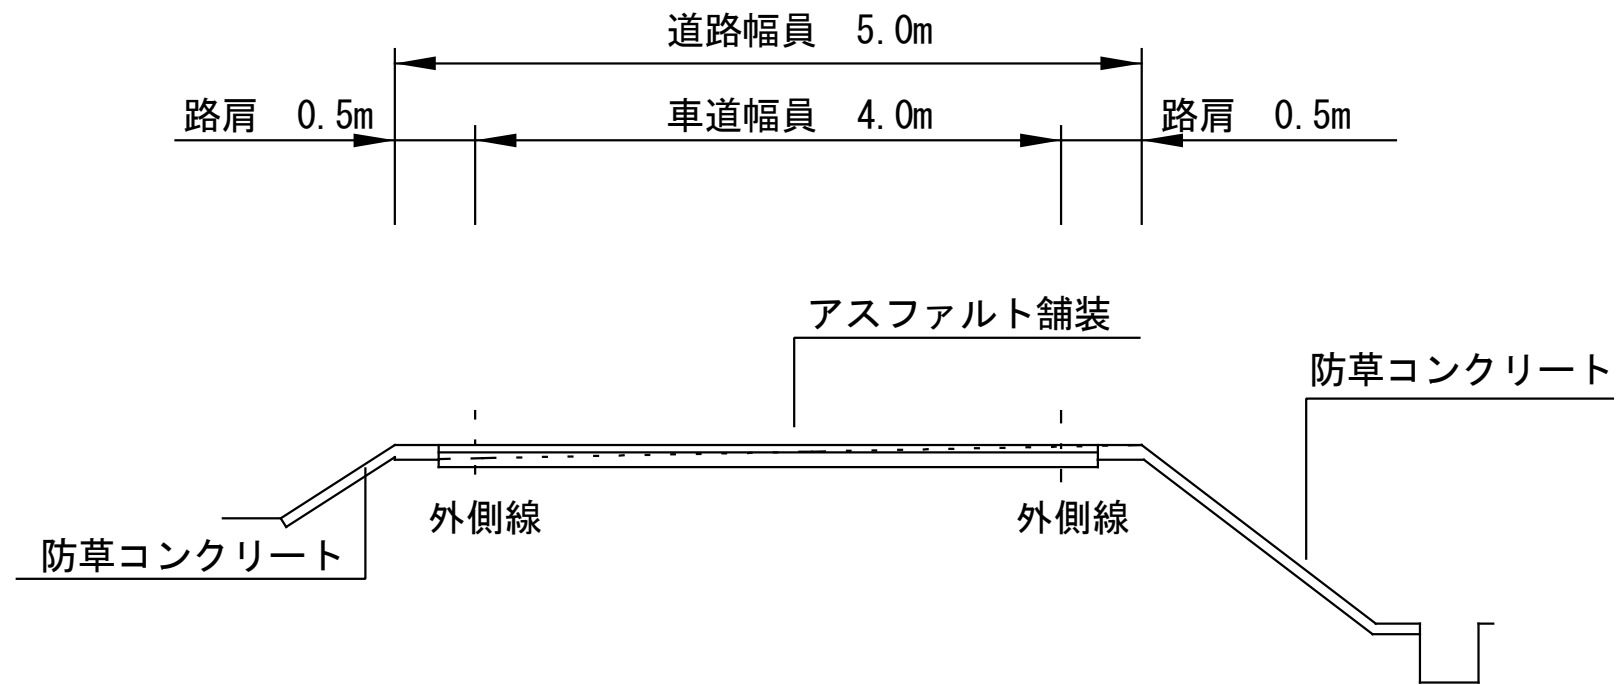 道路幅員　5.0m
路肩　0.5m
車道幅員　4.0m
路肩　0.5m
アスファルト舗装
防草コンクリート
外側線
外側線
防草コンクリート